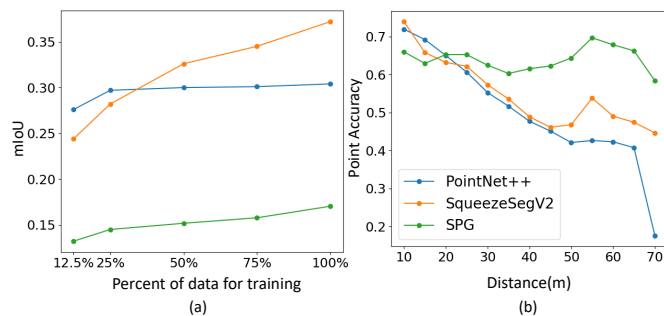 0.35
0.30
0.25
0.20
0.15
mIoU
12.5% 25% 50% 75% 100%
Percent of data for training
(a)
0.7
0.6
0.5
0.4
0.3
0.2
Point Accuracy
PointNet++
SqueezeSegV2
SPG
10 20 30 40 50 60 70
Distance(m)
(b)